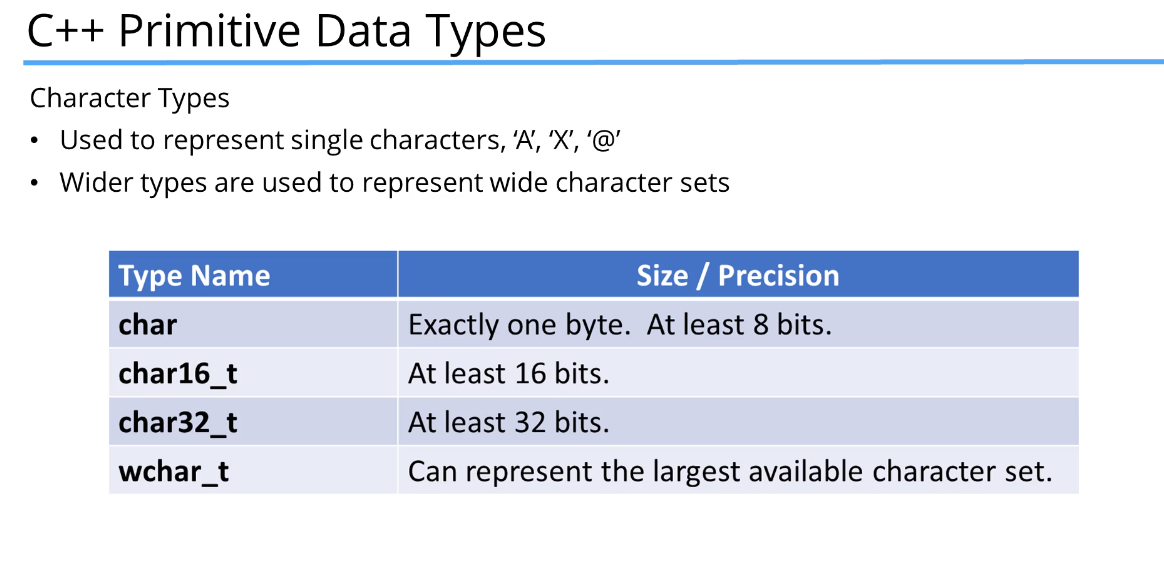 C++ Primitive Data Types
Character Types
• Used to represent single characters, ‘A’, ‘X’, ‘@’
• Wider types are used to represent wide character sets
Type Name Size / Precision
char Exactly one byte.  At least 8 bits.
char16_t At least 16 bits.
char32_t At least 32 bits.
wchar_t Can represent the largest available character set.